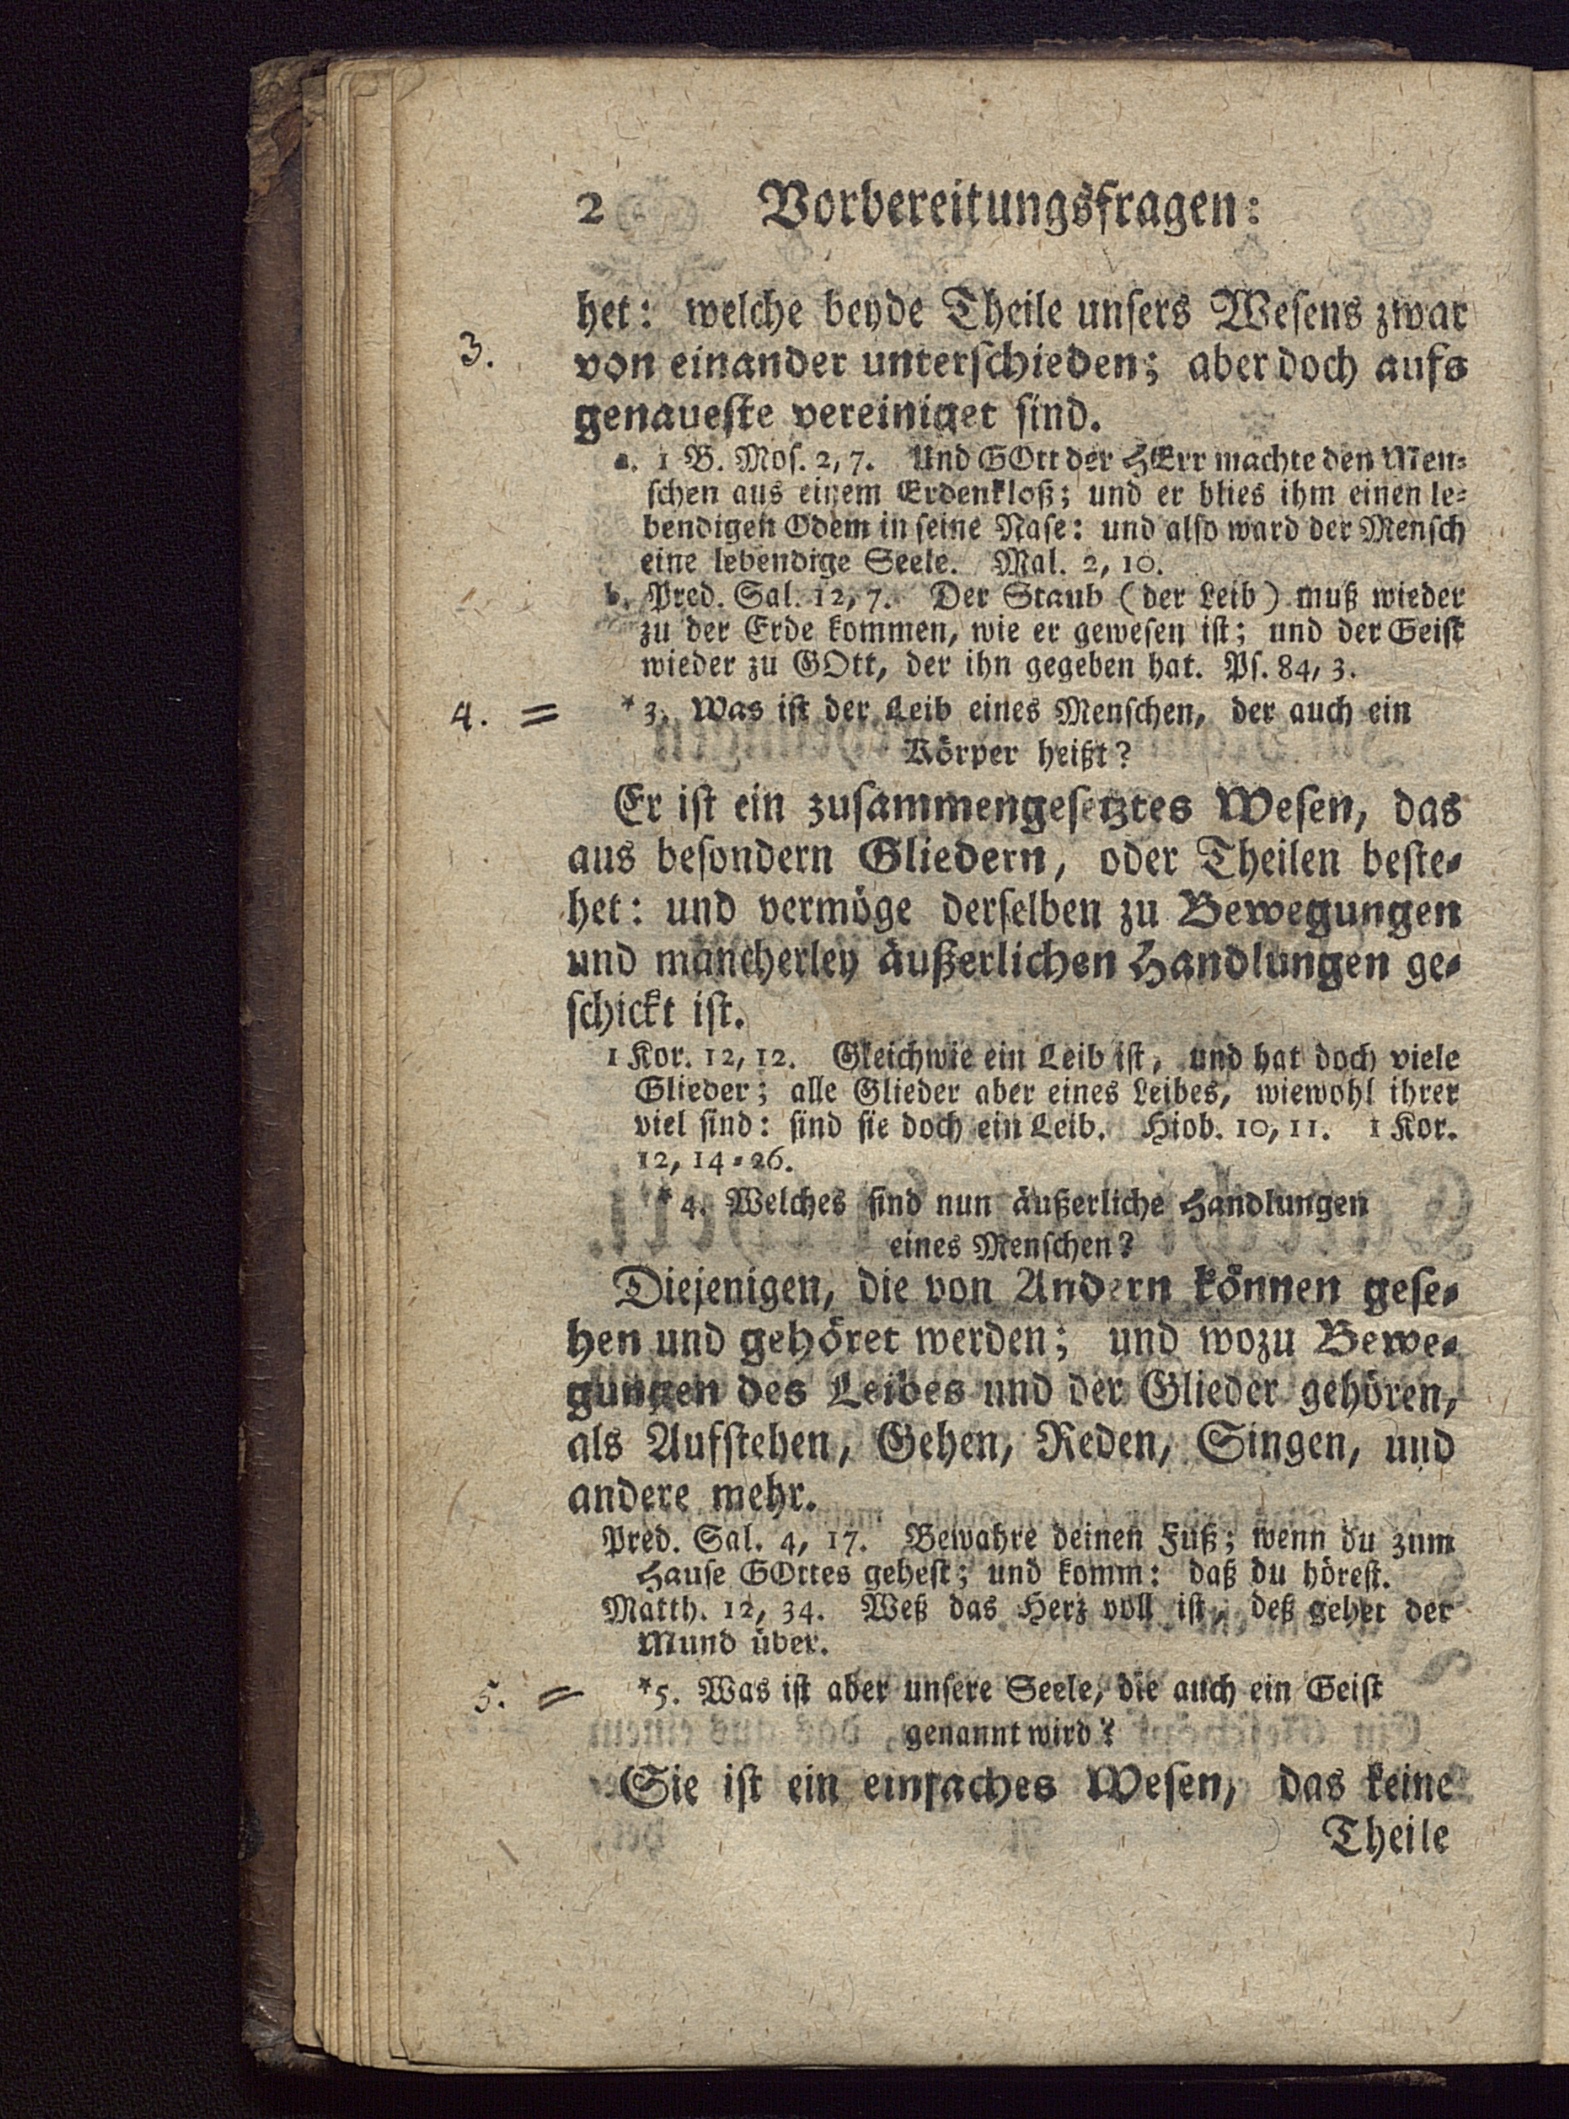 2 Vorbereitungsfragen:
het: welche beyde Theile unsers Wesens zwar
3. von einander unterschieden; aber doch aufs
genaueste vereiniget sind.
a. 1 B. Mos. 2, 7. Und GOtt der HErr machte den Men-
schen aus einem Erdenkloß; und er blies ihm einen le-
bendigen Odem in seine Nase: und also ward der Mensch
eine lebendige Seele. Mal. 2, 10.
b. Pred. Sal. 12, 7. Der Staub (der Leib) muß wieder
zu der Erde kommen, wie er gewesen ist; und der Geist
wieder zu GOtt, der ihn gegeben hat. Ps. 84, 3.
4. = *3. Was ist der Leib eines Menschen, der auch ein
Körper heißt?
Er ist ein zusammengesetztes Wesen, das
aus besondern Gliedern, oder Theilen beste-
het: und vermöge derselben zu Bewegungen
und mancherley äußerlichen Handlungen ge-
schickt ist.
1 Kor. 12, 12. Gleichwie ein Leib ist, und hat doch viele
Glieder; alle Glieder aber eines Leibes, wiewohl ihrer
viel sind: sind sie doch ein Leib. Hiob. 10, 11. 1 Kor.
12, 14-26.
*4. Welches sind nun äußerliche Handlungen
eines Menschen?
Diejenigen, die von Andern können gese-
hen und gehöret werden; und wozu Bewe-
gungen des Leibes und der Glieder gehören,
als Aufstehen, Gehen, Reden, Singen, und
andere mehr.
Pred. Sal. 4, 17. Bewahre deinen Fuß; wenn du zum
Hause GOttes gehest; und komm: daß du hörest.
Matth. 12, 34. Weß das Herz voll ist, deß gehet der
Mund über.
5. = *5. Was ist aber unsere Seele, die auch ein Geist
genannt wird?
Sie ist ein einfaches Wesen, das keine
Theile